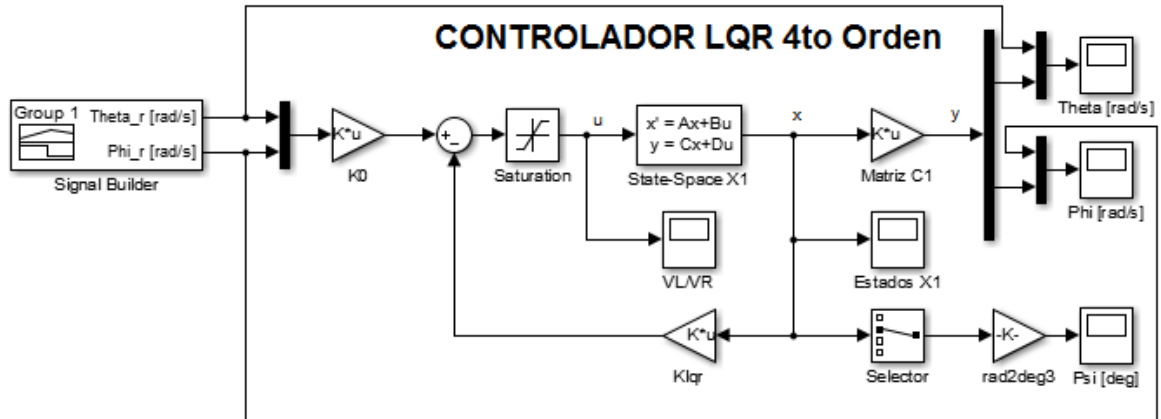 CONTROLADOR LQR 4to Orden
Group 1
Theta_r [rad/s]
Phi_r [rad/s]
Signal Builder
K*u
K0
+
-
Saturation
u
x' = Ax+Bu
y = Cx+Du
State-Space X1
x
K*u
Matriz C1
y
Theta [rad/s]
Phi [rad/s]
VL/VR
Estados X1
K*u
Klqr
Selector
-K-
rad2deg3
Psi [deg]